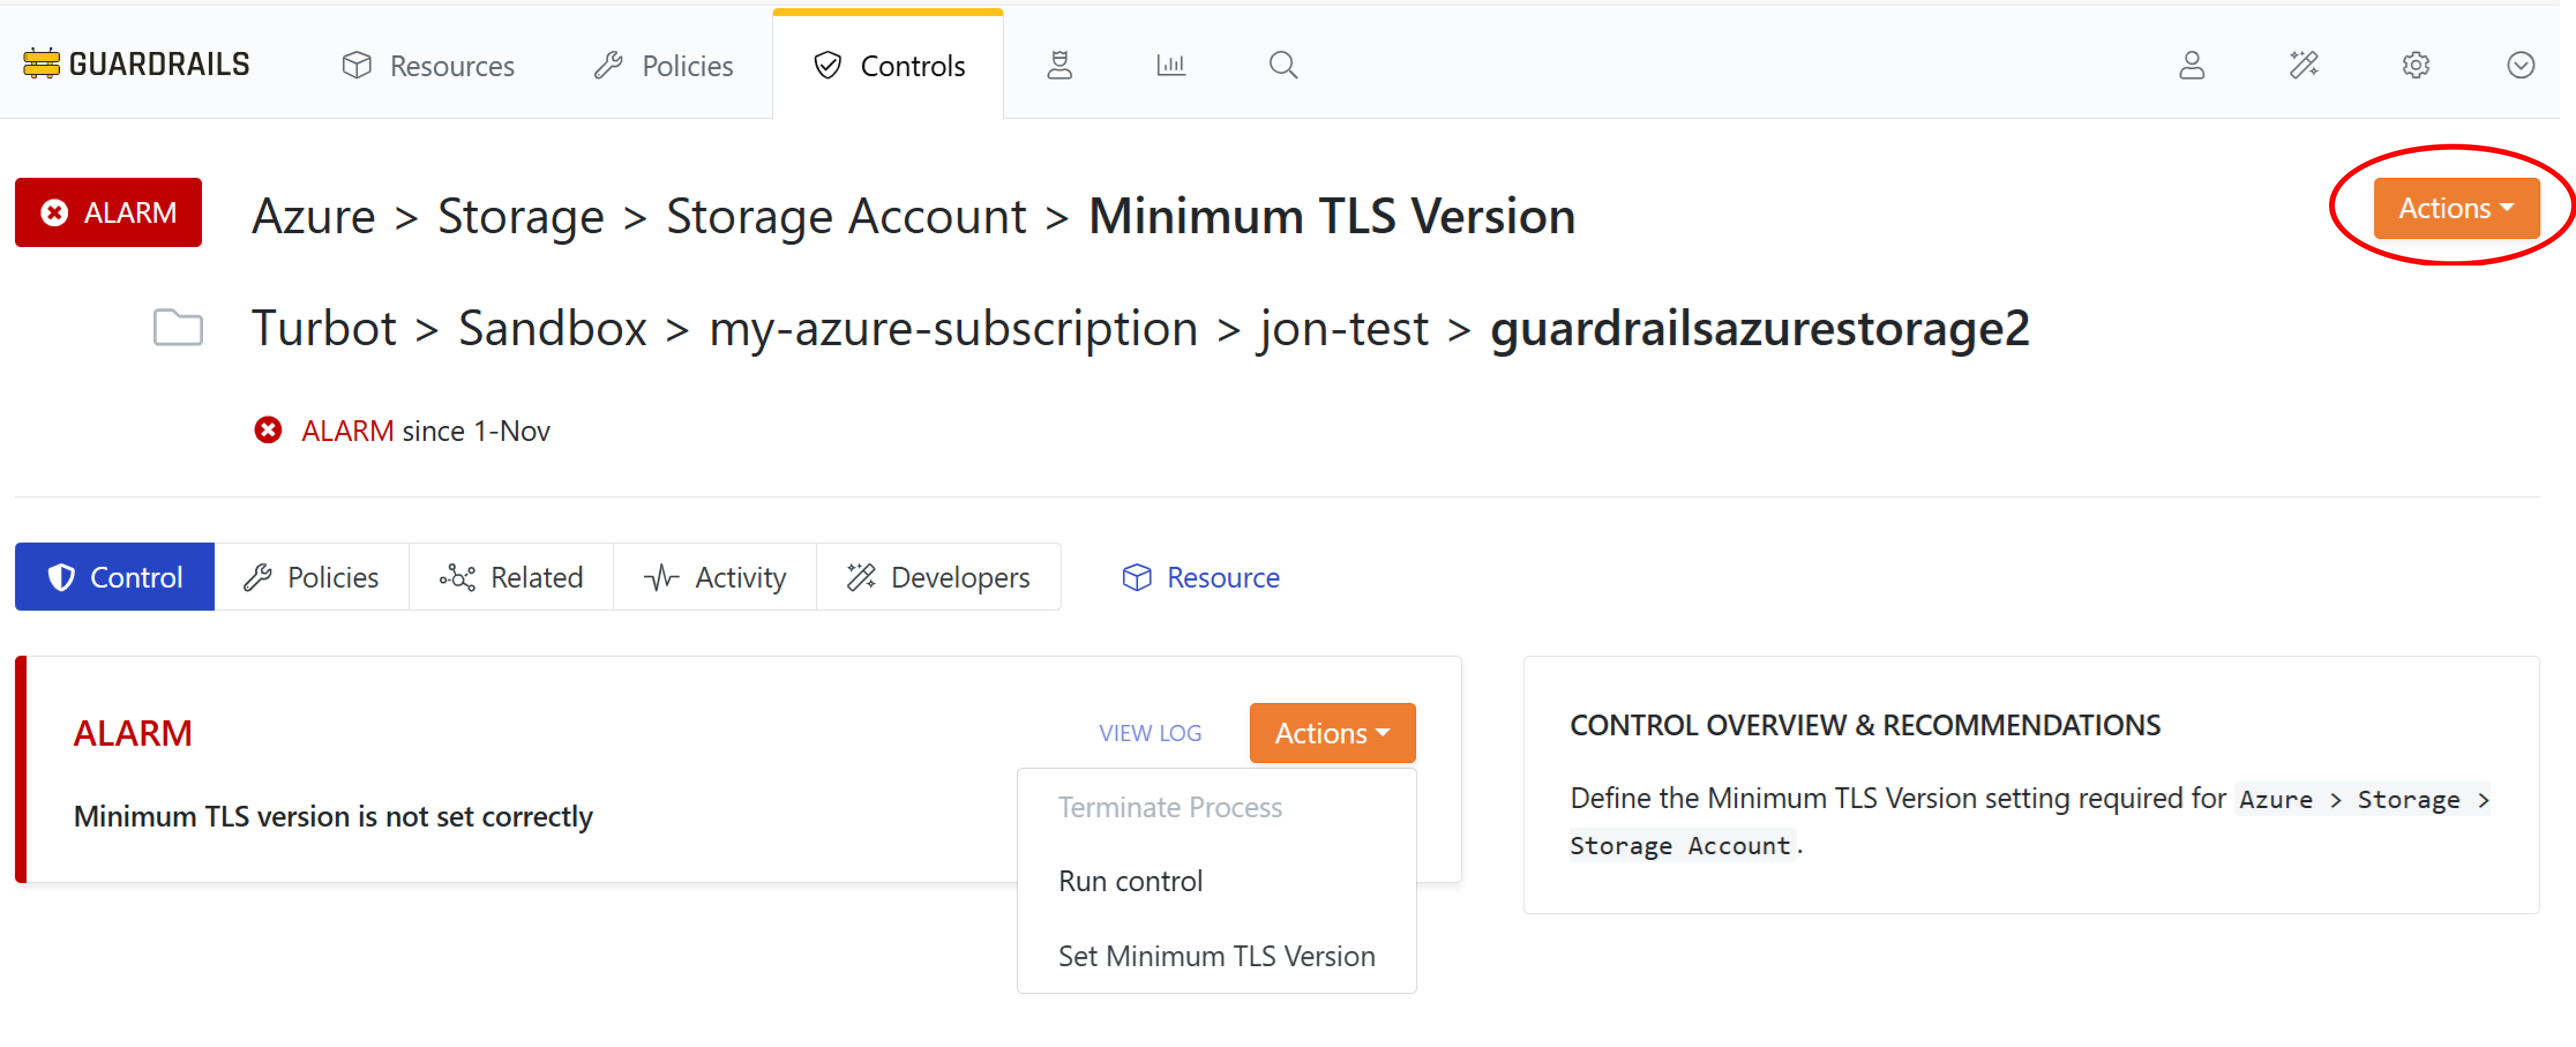 GUARDRAILS Resources Policies Controls
ALARM Azure > Storage > Storage Account > Minimum TLS Version Actions
Turbot > Sandbox > my-azure-subscription > jon-test > guardrailsazurestorage2
ALARM since 1-Nov
Control Policies Related Activity Developers Resource
ALARM VIEW LOG Actions
Minimum TLS version is not set correctly
Terminate Process
Run control
Set Minimum TLS Version
CONTROL OVERVIEW & RECOMMENDATIONS
Define the Minimum TLS Version setting required for Azure > Storage >
Storage Account.